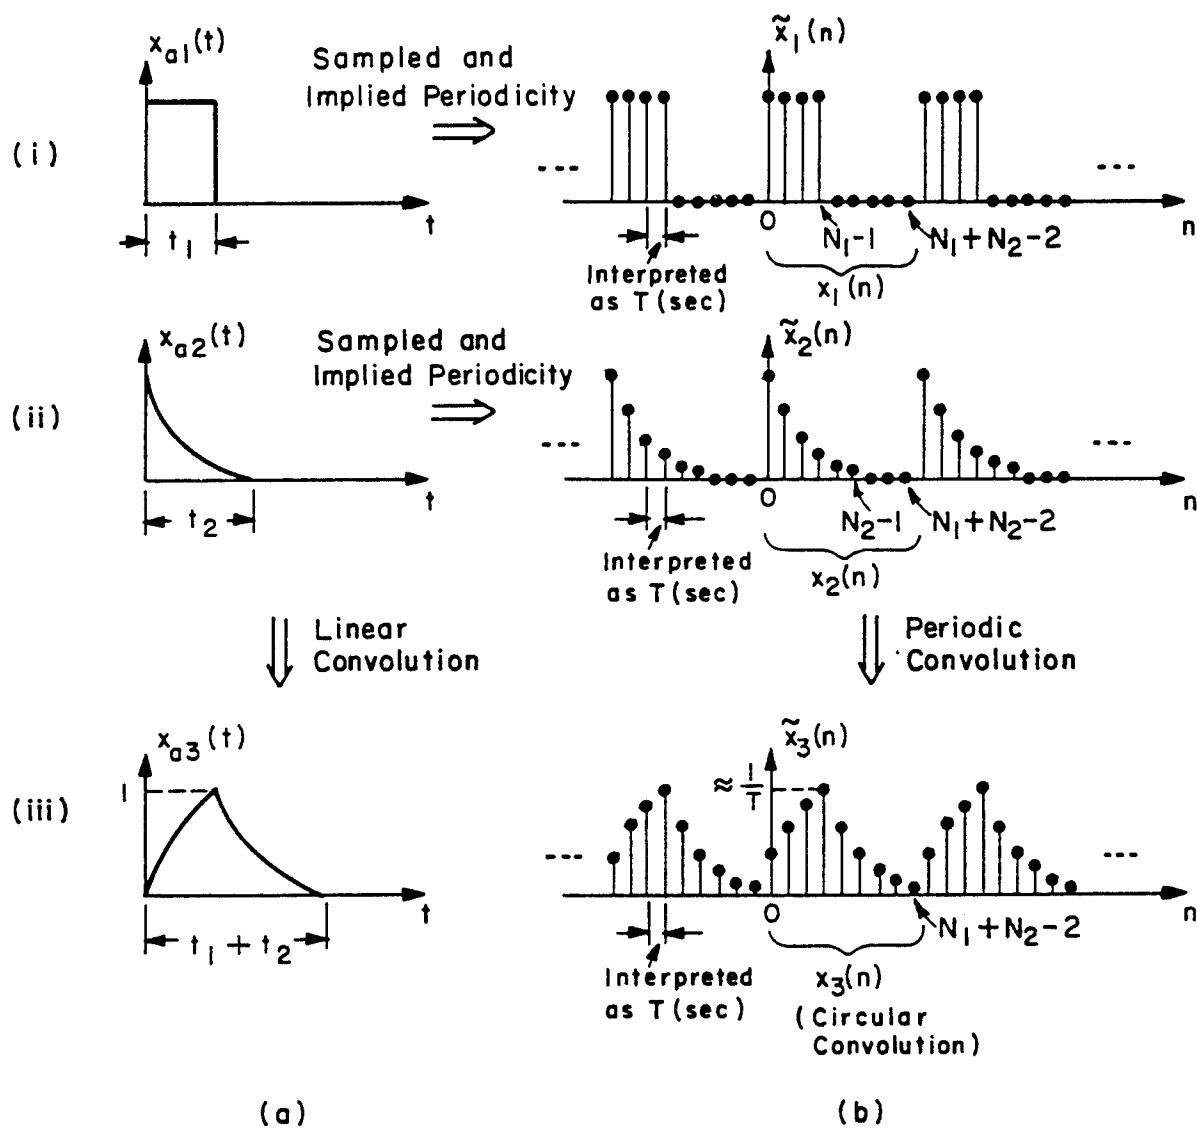 x_a1(t)
Sampled and
Implied Periodicity
x̃_1(n)
(i)
---
---
t
t_1
0
N_1-1
N_1+N_2-2
n
Interpreted
as T(sec)
x_1(n)
x_a2(t)
Sampled and
Implied Periodicity
x̃_2(n)
(ii)
---
---
t
t_2
0
N_2-1
N_1+N_2-2
n
Interpreted
as T(sec)
x_2(n)
Linear
Convolution
Periodic
Convolution
x_a3(t)
x̃_3(n)
(iii)
1
≈ 1/T
---
---
t
t_1+t_2
0
N_1+N_2-2
n
Interpreted
as T(sec)
x_3(n)
(Circular
Convolution)
(a)
(b)